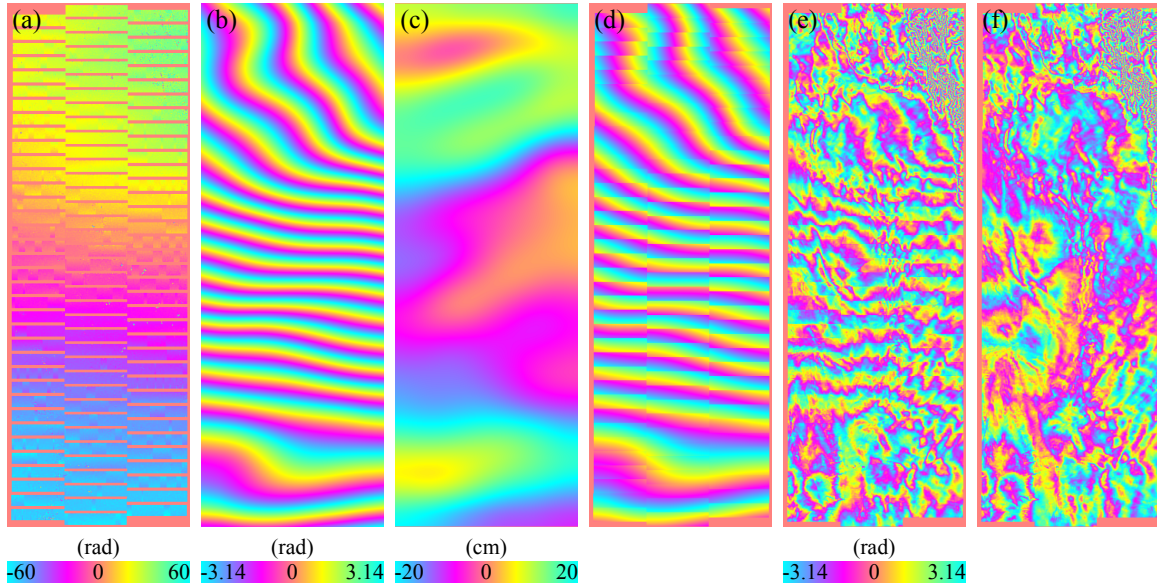 (a) (b) (c) (d) (e) (f)
(rad) (rad) (cm) (rad)
-60 0 60 -3.14 0 3.14 -20 0 20 -3.14 0 3.14